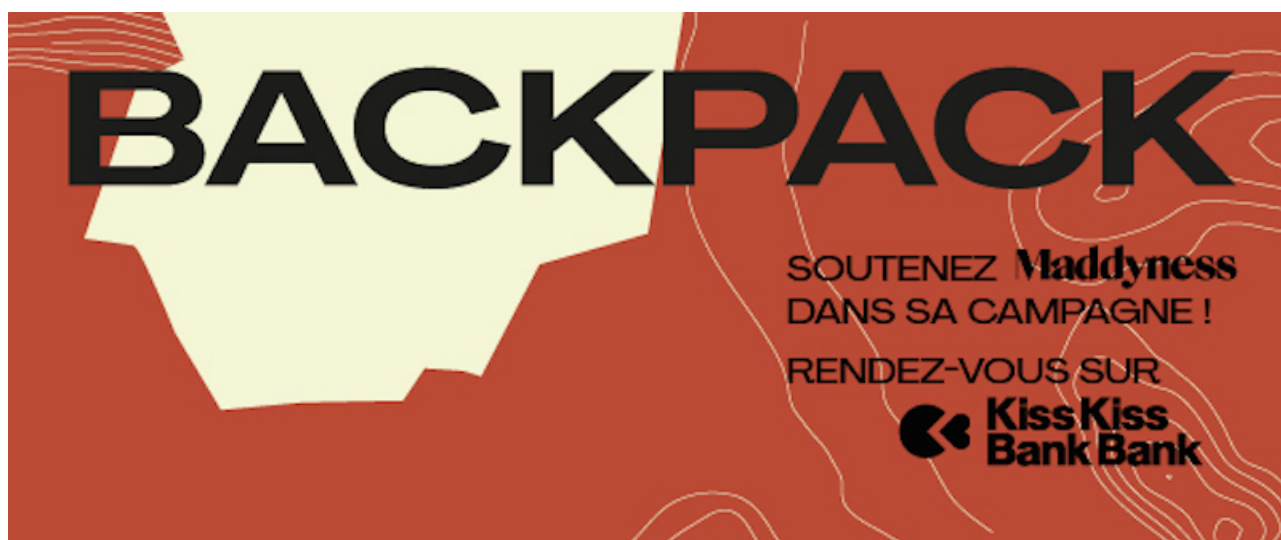 BACKPACK
SOUTENEZ Maddyness
DANS SA CAMPAGNE !
RENDEZ-VOUS SUR
KissKiss
BankBank